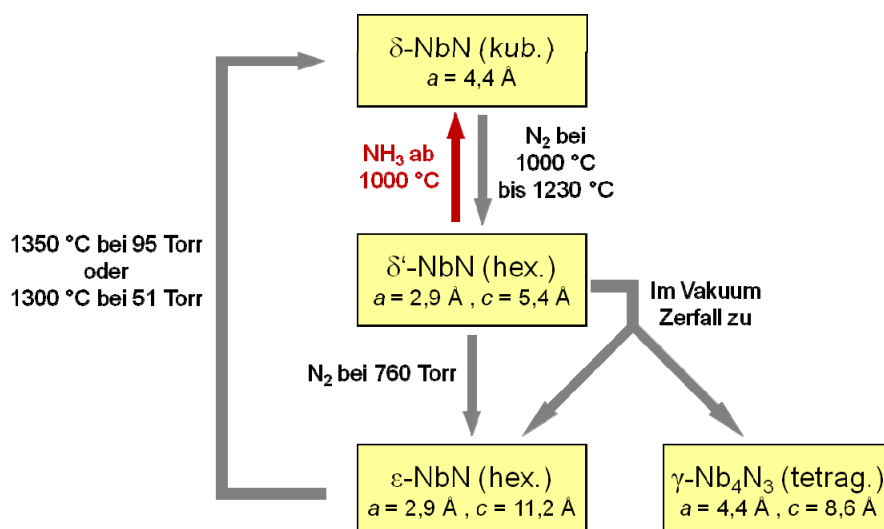 δ-NbN (kub.)
a = 4,4 Å
NH₃ ab
1000 °C
N₂ bei
1000 °C
bis 1230 °C
1350 °C bei 95 Torr
oder
1300 °C bei 51 Torr
δ‘-NbN (hex.)
a = 2,9 Å , c = 5,4 Å
Im Vakuum
Zerfall zu
N₂ bei 760 Torr
ε-NbN (hex.)
a = 2,9 Å , c = 11,2 Å
γ-Nb₄N₃ (tetrag.)
a = 4,4 Å, c = 8,6 Å